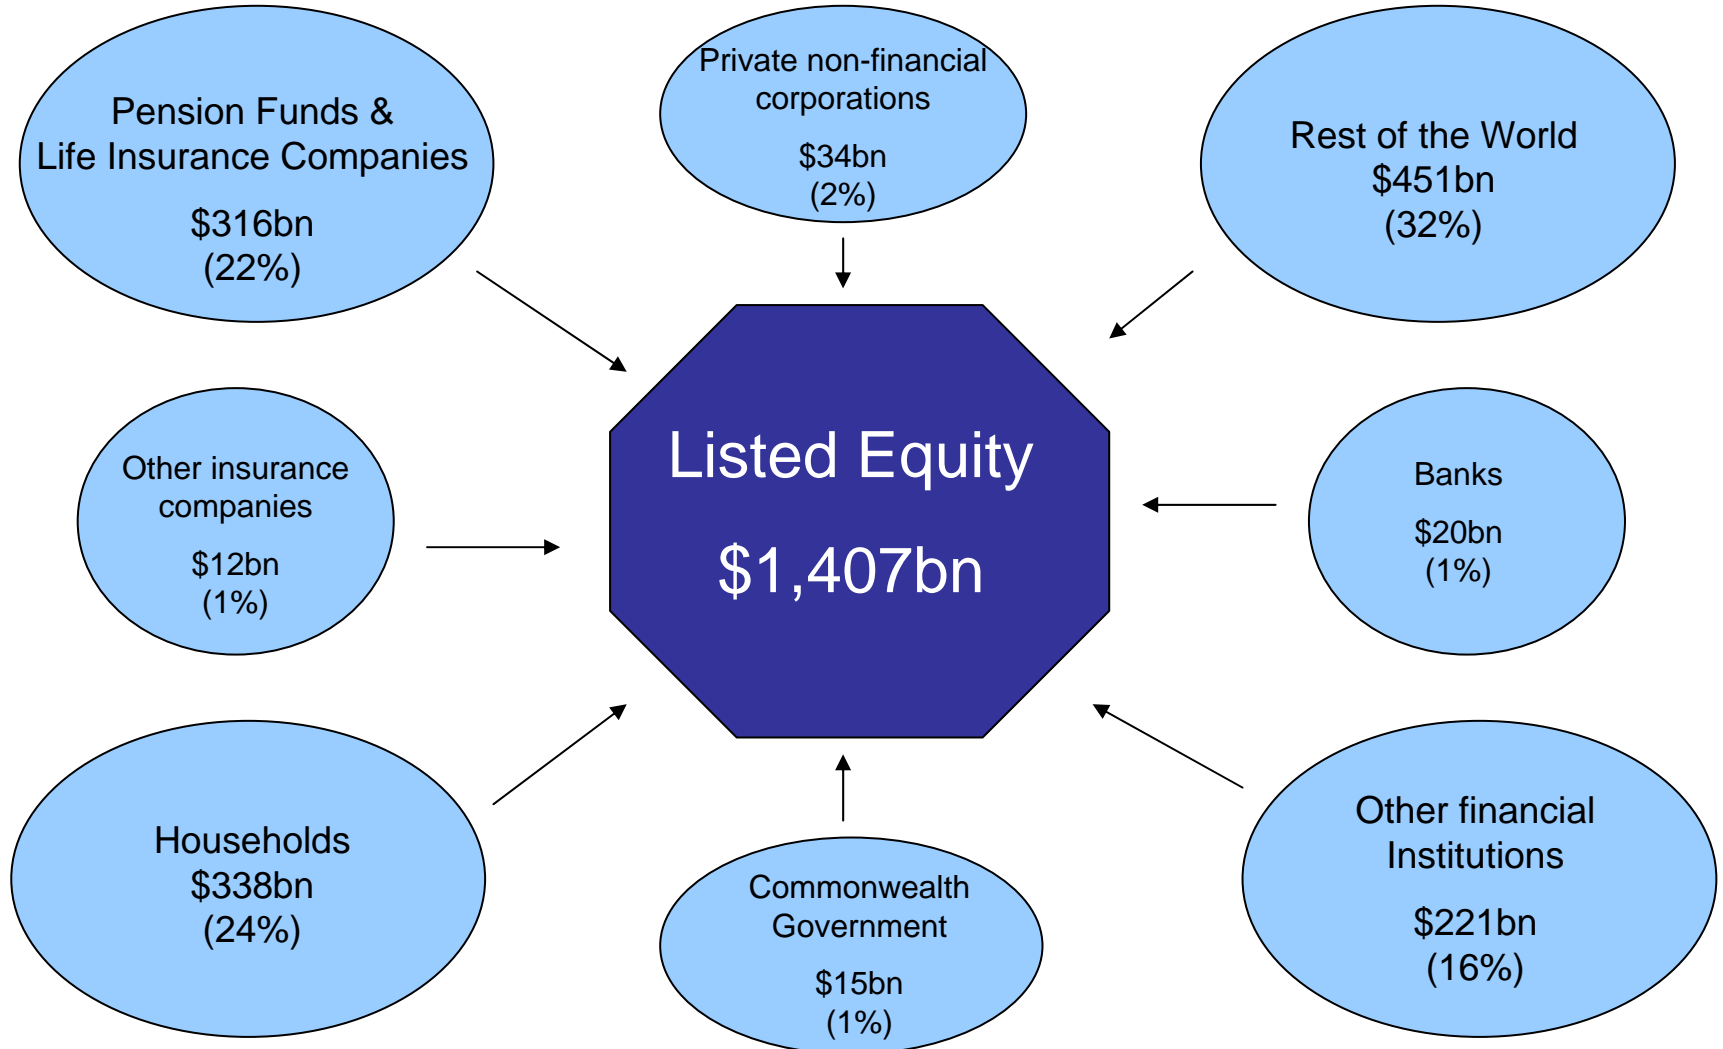 Pension Funds &
Life Insurance Companies
$316bn
(22%)
Private non-financial
corporations
$34bn
(2%)
Rest of the World
$451bn
(32%)
Other insurance
companies
$12bn
(1%)
Listed Equity
$1,407bn
Banks
$20bn
(1%)
Households
$338bn
(24%)
Commonwealth
Government
$15bn
(1%)
Other financial
Institutions
$221bn
(16%)